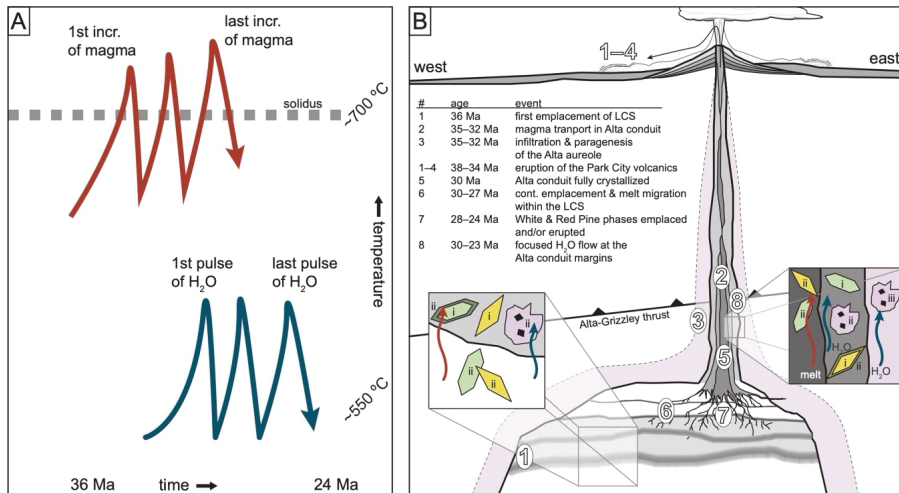 A
1st incr.
of magma
last incr.
of magma
solidus
~700 °C
temperature
1st pulse
of H2O
last pulse
of H2O
~550 °C
36 Ma
time
24 Ma
B
1–4
west
east
# age event
1 36 Ma first emplacement of LCS
2 35–32 Ma magma tranport in Alta conduit
3 35–32 Ma infiltration & paragenesis
of the Alta aureole
1–4 38–34 Ma eruption of the Park City volcanics
5 30 Ma Alta conduit fully crystallized
6 30–27 Ma cont. emplacement & melt migration
within the LCS
7 28–24 Ma White & Red Pine phases emplaced
and/or erupted
8 30–23 Ma focused H2O flow at the
Alta conduit margins
2
8
3
Alta-Grizzley thrust
5
6
7
1
ii
i
i
ii
ii
ii
ii
i
ii
ii
iii
i
ii
H2O
H2O
melt